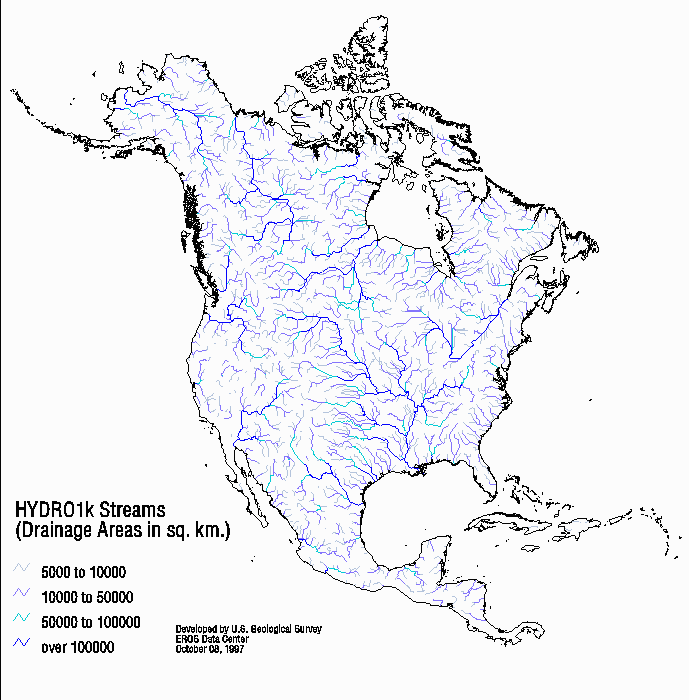 HYDRO1k Streams
(Drainage Areas in sq. km.)
5000 to 10000
10000 to 50000
50000 to 100000
over 100000
Developed by U.S. Geological Survey
EROS Data Center
October 08, 1997